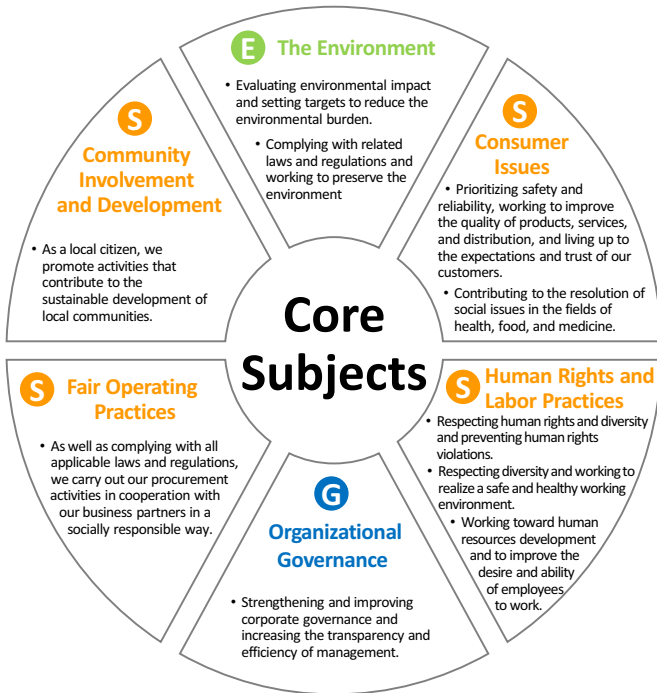 E The Environment
• Evaluating environmental impact
and setting targets to reduce the
environmental burden.
• Complying with related
laws and regulations and
working to preserve the
environment
S
Consumer
Issues
• Prioritizing safety and
reliability, working to improve
the quality of products, services,
and distribution, and living up to
the expectations and trust of our
customers.
• Contributing to the resolution of
social issues in the fields of
health, food, and medicine.
S
Community
Involvement
and Development
• As a local citizen, we
promote activities that
contribute to the
sustainable development of
local communities.
Core
Subjects
S Fair Operating
Practices
• As well as complying with all
applicable laws and regulations,
we carry out our procurement
activities in cooperation with
our business partners in a
socially responsible way.
S Human Rights and
Labor Practices
• Respecting human rights and diversity
and preventing human rights
violations.
• Respecting diversity and working to
realize a safe and healthy working
environment.
• Working toward human
resources development
and to improve the
desire and ability
of employees
to work.
G
Organizational
Governance
• Strengthening and improving
corporate governance and
increasing the transparency and
efficiency of management.